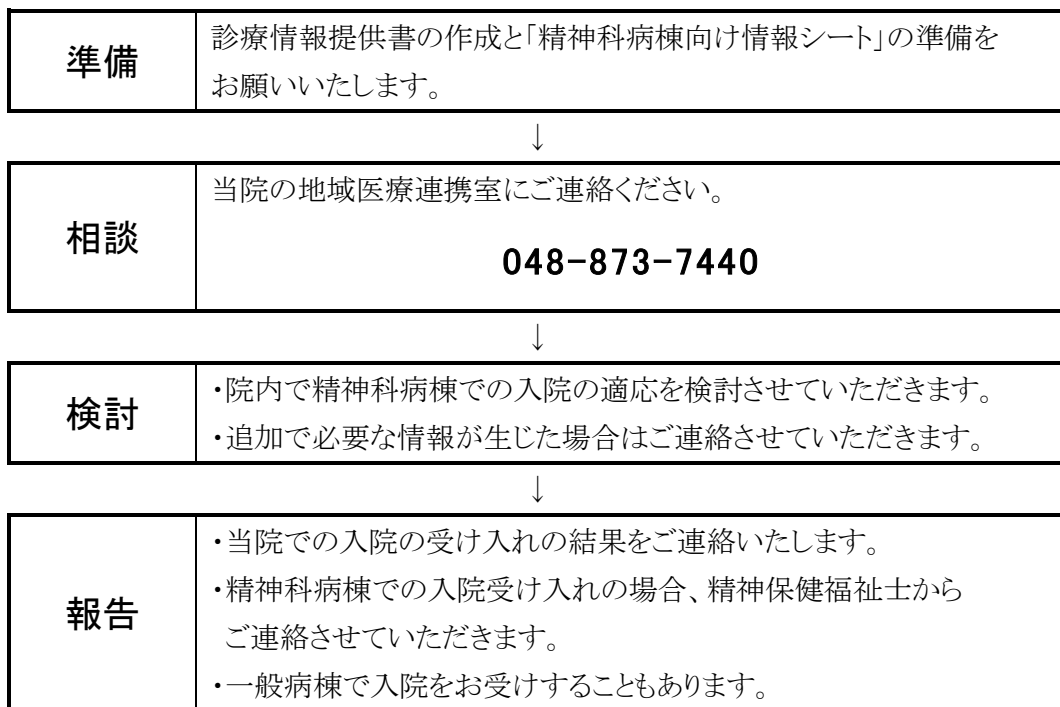 準備
診療情報提供書の作成と「精神科病棟向け情報シート」の準備を
お願いいたします。
↓
相談
当院の地域医療連携室にご連絡ください。
048-873-7440
↓
検討
・院内で精神科病棟での入院の適応を検討させていただきます。
・追加で必要な情報が生じた場合はご連絡させていただきます。
↓
報告
・当院での入院の受け入れの結果をご連絡いたします。
・精神科病棟での入院受け入れの場合、精神保健福祉士から
ご連絡させていただきます。
・一般病棟で入院をお受けすることもあります。